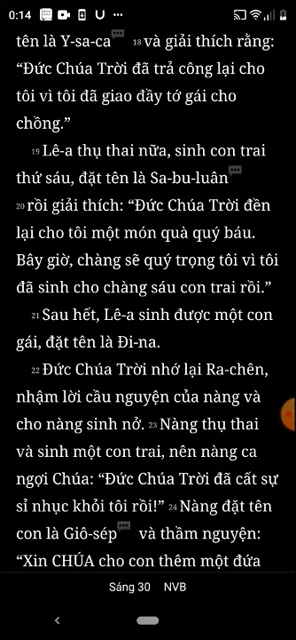 0:14
tên là Y-sa-ca 18 và giải thích rằng:
“Đức Chúa Trời đã trả công lại cho
tôi vì tôi đã giao đầy tớ gái cho
chồng.”
19 Lê-a thụ thai nữa, sinh con trai
thứ sáu, đặt tên là Sa-bu-luân
20 rồi giải thích: “Đức Chúa Trời đền
lại cho tôi một món quà quý báu.
Bây giờ, chàng sẽ quý trọng tôi vì tôi
đã sinh cho chàng sáu con trai rồi.”
21 Sau hết, Lê-a sinh được một con
gái, đặt tên là Đi-na.
22 Đức Chúa Trời nhớ lại Ra-chên,
nhậm lời cầu nguyện của nàng và
cho nàng sinh nở. 23 Nàng thụ thai
và sinh một con trai, nên nàng ca
ngợi Chúa: “Đức Chúa Trời đã cất sự
sỉ nhục khỏi tôi rồi!” 24 Nàng đặt tên
con là Giô-sép và thầm nguyện:
“Xin CHÚA cho con thêm một đứa
Sáng 30 NVB